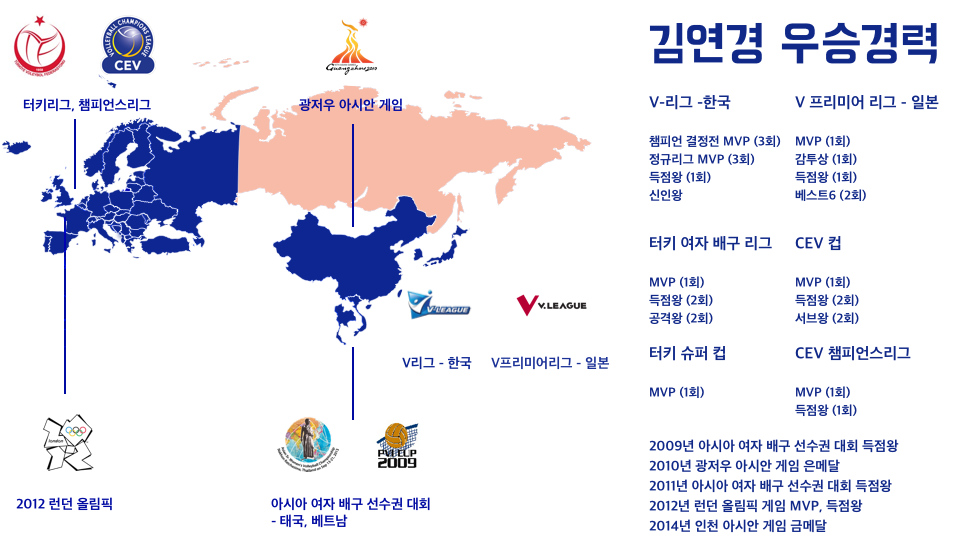 VOLLEYBALL CHAMPIONS LEAGUE
CEV
터키리그, 챔피언스리그
Guangzhou 2010
광저우 아시안 게임
V-LEAGUE
V.LEAGUE
V리그 - 한국
V프리미어리그 - 일본
london
2012 런던 올림픽
PV CUP
2009
아시아 여자 배구 선수권 대회
- 태국, 베트남
김연경 우승경력
V-리그 -한국
챔피언 결정전 MVP (3회)
정규리그 MVP (3회)
득점왕 (1회)
신인왕
V 프리미어 리그 - 일본
MVP (1회)
감투상 (1회)
득점왕 (1회)
베스트6 (2회)
터키 여자 배구 리그
MVP (1회)
득점왕 (2회)
공격왕 (2회)
CEV 컵
MVP (1회)
득점왕 (2회)
서브왕 (2회)
터키 슈퍼 컵
MVP (1회)
CEV 챔피언스리그
MVP (1회)
득점왕 (1회)
2009년 아시아 여자 배구 선수권 대회 득점왕
2010년 광저우 아시안 게임 은메달
2011년 아시아 여자 배구 선수권 대회 득점왕
2012년 런던 올림픽 게임 MVP, 득점왕
2014년 인천 아시안 게임 금메달